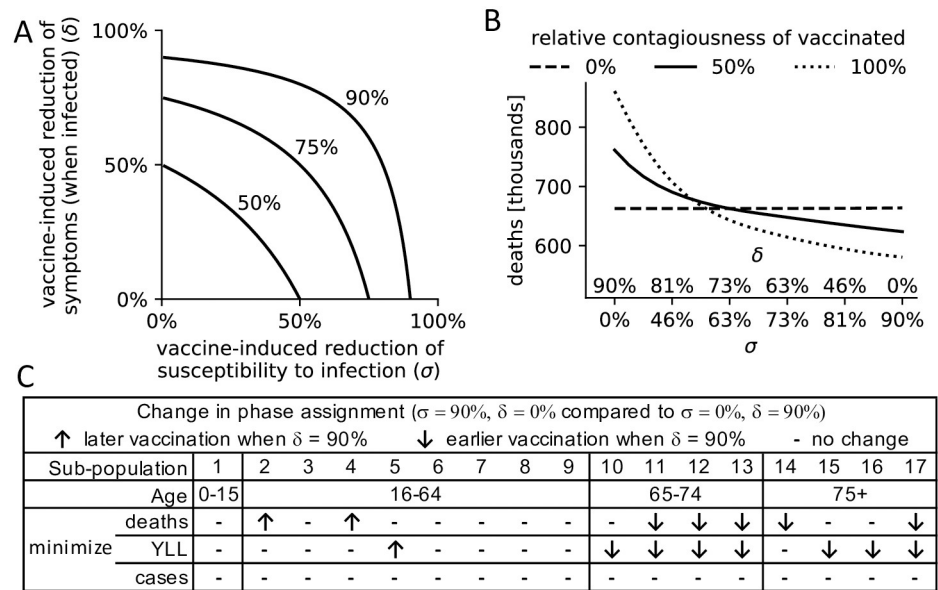 A
vaccine-induced reduction of
symptoms (when infected) (δ)
100%
50%
0%
90%
75%
50%
0%
50%
100%
vaccine-induced reduction of
susceptibility to infection (σ)
B
relative contagiousness of vaccinated
0% 50% 100%
deaths [thousands]
800
700
600
δ
90% 81% 73% 63% 46% 0%
0% 46% 63% 73% 81% 90%
σ
C
Change in phase assignment (σ = 90%, δ = 0% compared to σ = 0%, δ = 90%)
↑ later vaccination when δ = 90% ↓ earlier vaccination when δ = 90% - no change
Sub-population 1 2 3 4 5 6 7 8 9 10 11 12 13 14 15 16 17
Age 0-15 16-64 65-74 75+
minimize
deaths - ↑ - ↑ - - - - - - ↓ ↓ ↓ ↓ - - ↓
YLL - - - - ↑ - - - - ↓ ↓ ↓ ↓ - ↓ ↓ ↓
cases - - - - - - - - - - - - - - - - -